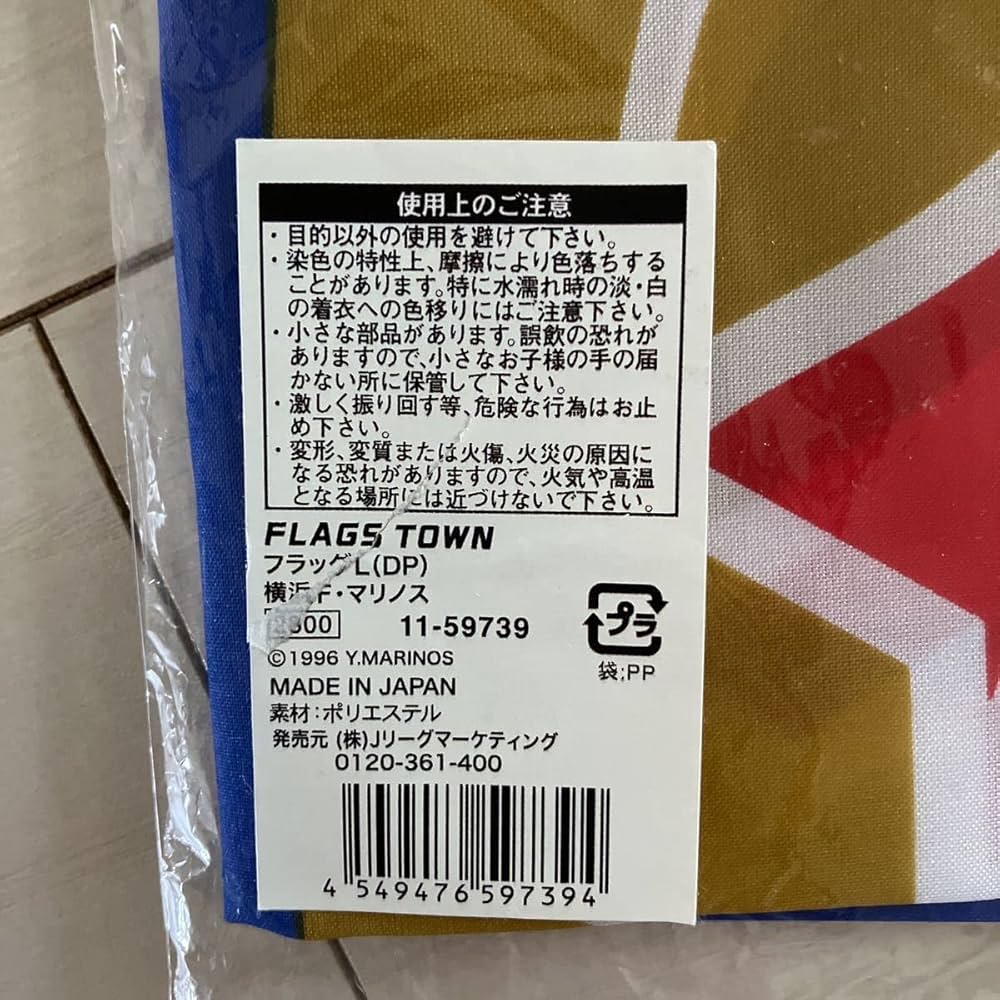 使用上のご注意
・目的以外の使用を避けて下さい。
・染色の特性上、摩擦により色落ちする
ことがあります。特に水濡れ時の淡・白
の着衣への色移りにはご注意下さい。
・小さな部品があります。誤飲の恐れが
ありますので、小さなお子様の手の届
かない所に保管して下さい。
・激しく振り回す等、危険な行為はお止
め下さい。
・変形、変質または火傷、火災の原因に
なる恐れがありますので、火気や高温
となる場所には近づけないで下さい。
FLAGS TOWN
フラッグL(DP)
横浜F・マリノス
800 11-59739
プラ
袋;PP
©1996 Y.MARINOS
MADE IN JAPAN
素材:ポリエステル
発売元 (株)Jリーグマーケティング
0120-361-400
4 549476 597394